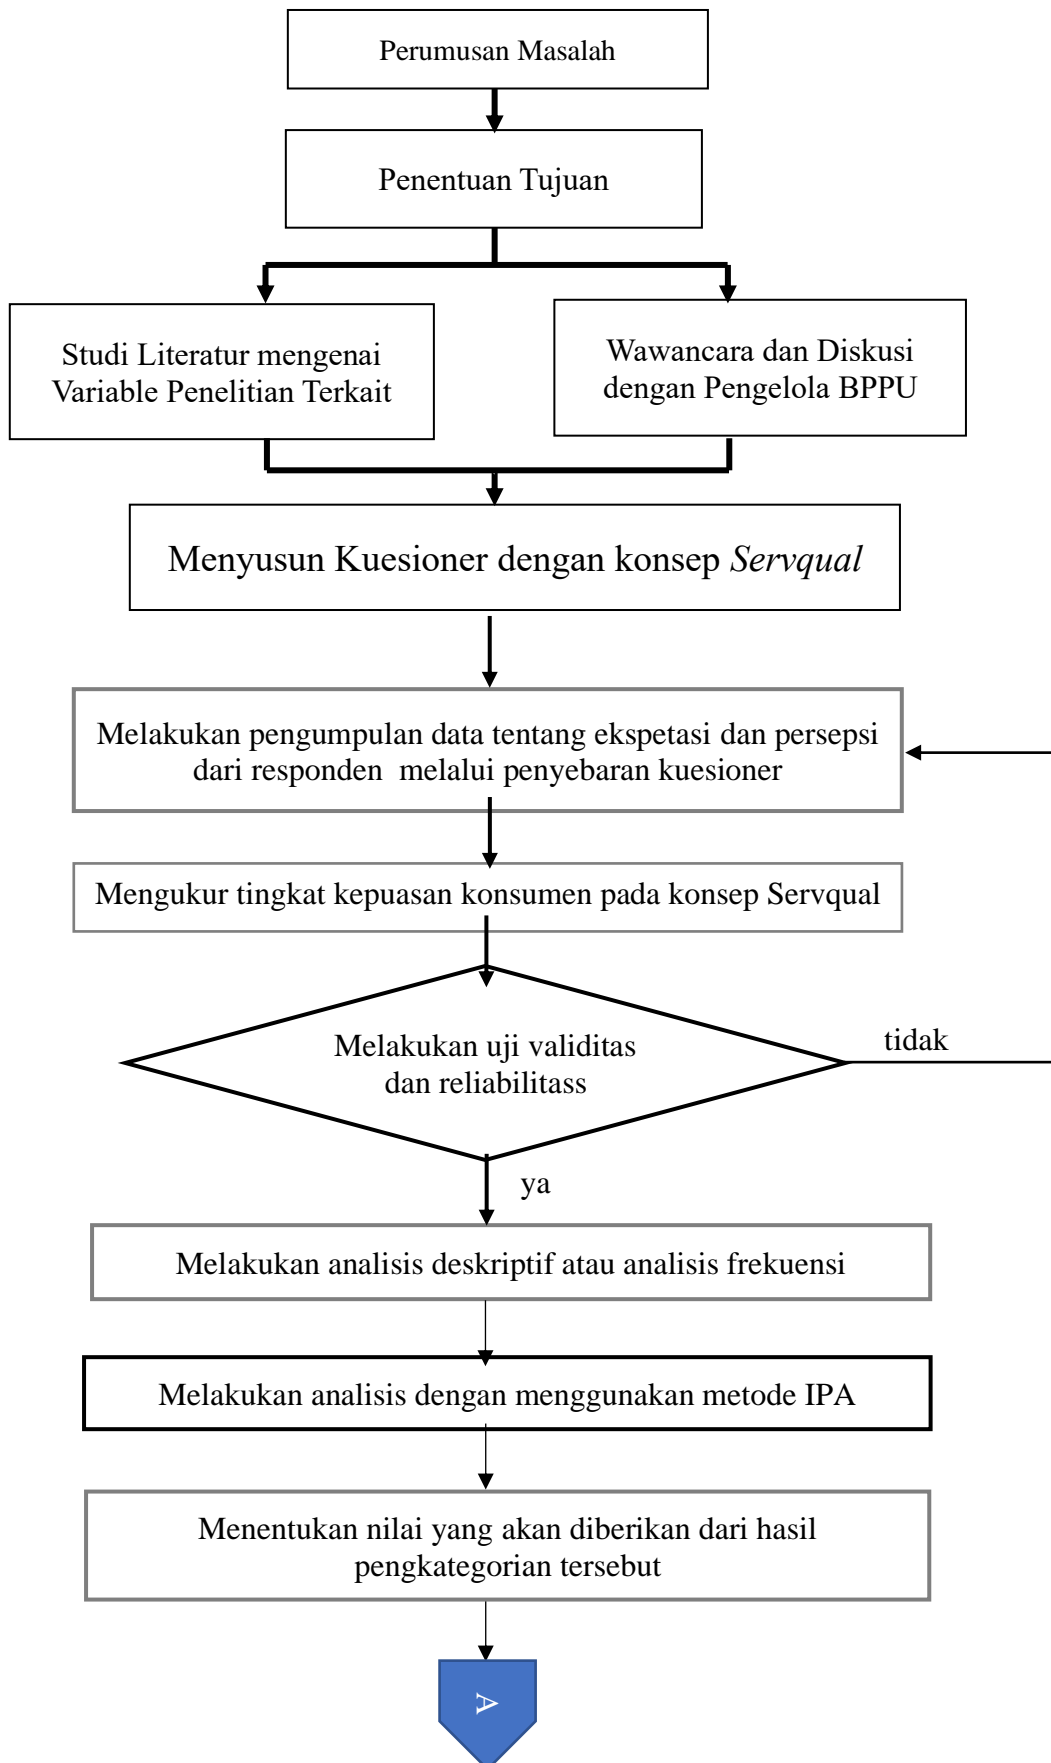 Perumusan Masalah
Penentuan Tujuan
Studi Literatur mengenai
Variable Penelitian Terkait
Wawancara dan Diskusi
dengan Pengelola BPPU
Menyusun Kuesioner dengan konsep Servqual
Melakukan pengumpulan data tentang ekspetasi dan persepsi
dari responden melalui penyebaran kuesioner
Mengukur tingkat kepuasan konsumen pada konsep Servqual
Melakukan uji validitas
dan reliabilitass
tidak
ya
Melakukan analisis deskriptif atau analisis frekuensi
Melakukan analisis dengan menggunakan metode IPA
Menentukan nilai yang akan diberikan dari hasil
pengkategorian tersebut
A